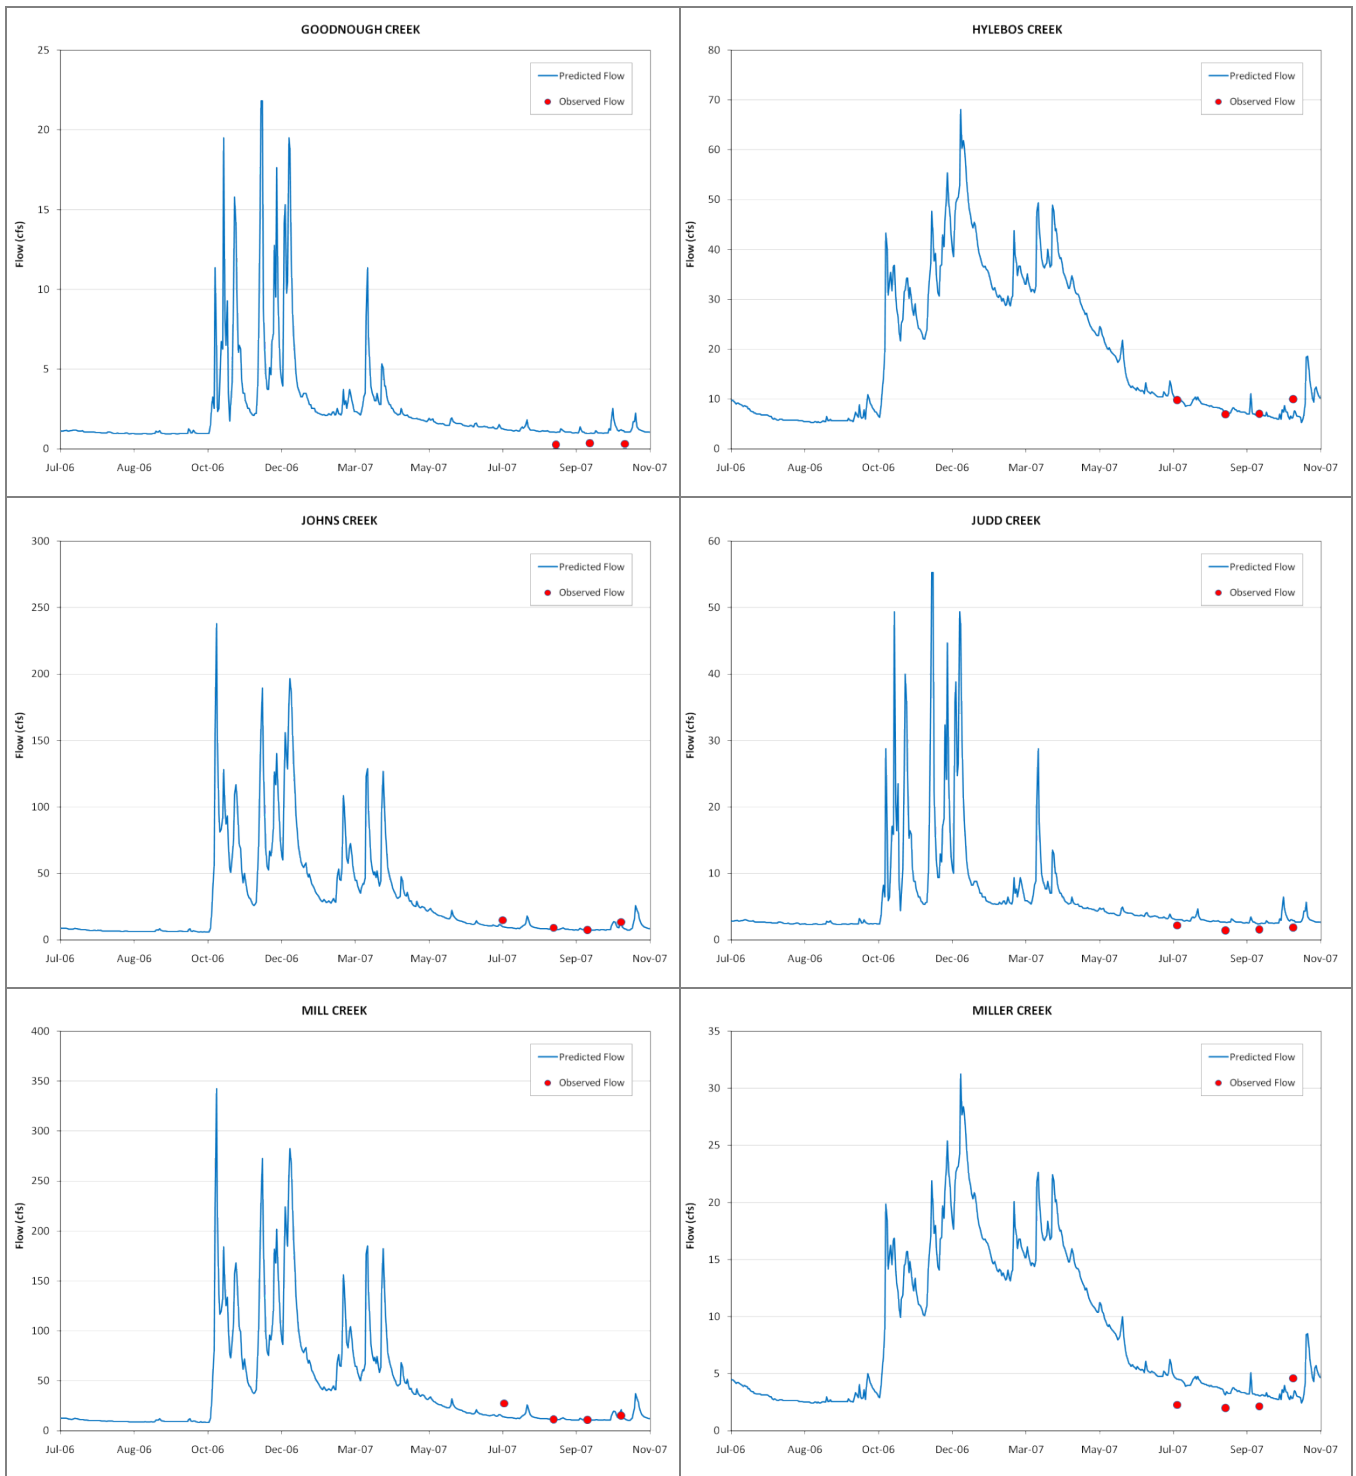 GOODNOUGH CREEK
25
20
15
10
5
0
Flow (cfs)
Predicted Flow
Observed Flow
Jul-06 Aug-06 Oct-06 Dec-06 Mar-07 May-07 Jul-07 Sep-07 Nov-07
HYLEBOS CREEK
80
70
60
50
40
30
20
10
0
Flow (cfs)
Predicted Flow
Observed Flow
Jul-06 Aug-06 Oct-06 Dec-06 Mar-07 May-07 Jul-07 Sep-07 Nov-07
JOHNS CREEK
300
250
200
150
100
50
0
Flow (cfs)
Predicted Flow
Observed Flow
Jul-06 Aug-06 Oct-06 Dec-06 Mar-07 May-07 Jul-07 Sep-07 Nov-07
JUDD CREEK
60
50
40
30
20
10
0
Flow (cfs)
Predicted Flow
Observed Flow
Jul-06 Aug-06 Oct-06 Dec-06 Mar-07 May-07 Jul-07 Sep-07 Nov-07
MILL CREEK
400
350
300
250
200
150
100
50
0
Flow (cfs)
Predicted Flow
Observed Flow
Jul-06 Aug-06 Oct-06 Dec-06 Mar-07 May-07 Jul-07 Sep-07 Nov-07
MILLER CREEK
35
30
25
20
15
10
5
0
Flow (cfs)
Predicted Flow
Observed Flow
Jul-06 Aug-06 Oct-06 Dec-06 Mar-07 May-07 Jul-07 Sep-07 Nov-07